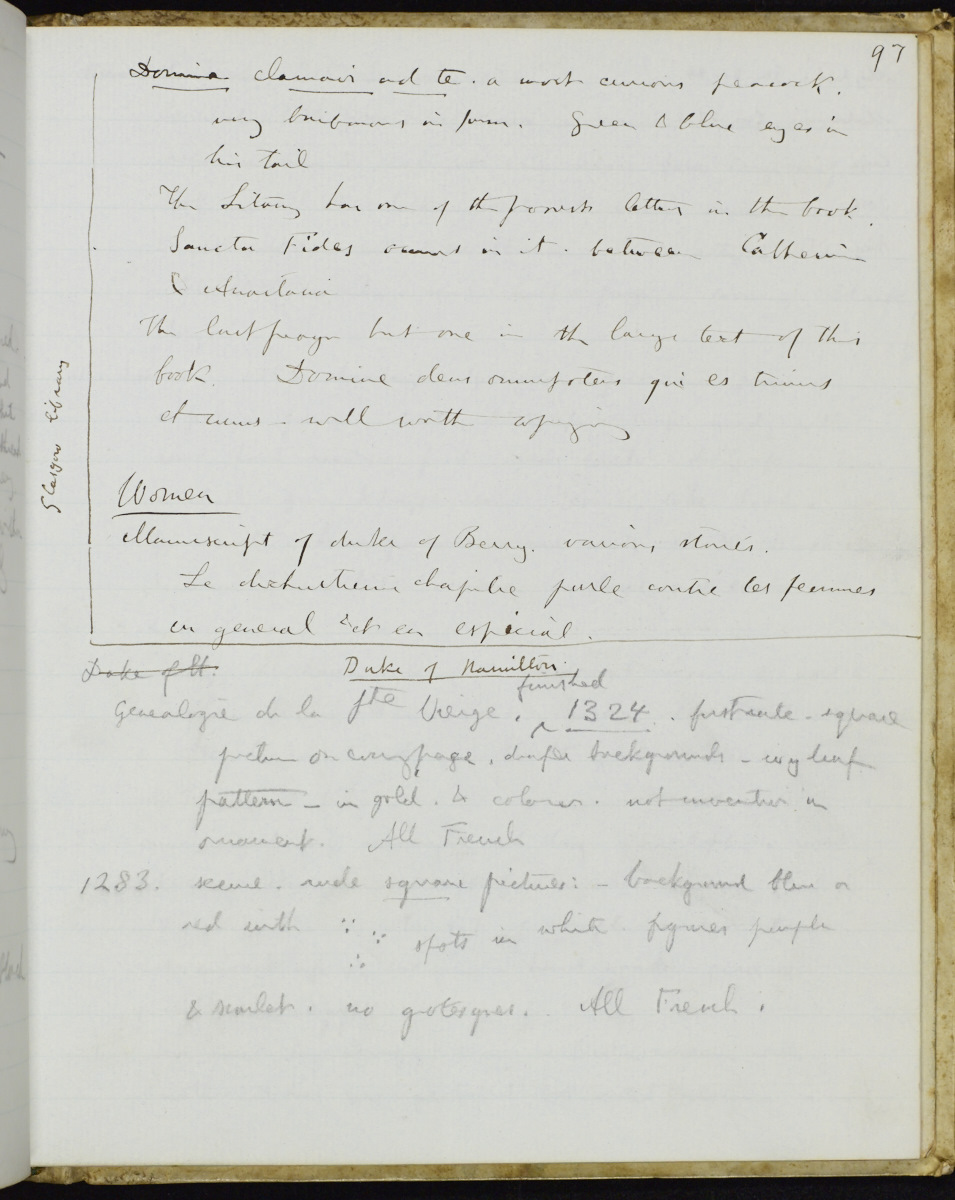 97
Domine clamavi ad te. a most curious peacock.
very barbarous in form. Green & blue eyes in
his tail
The Litany has one of the prowest letters in the book.
Sancta Fides occurs in it. between Catherin
& Anastasia
The last page but one in the large text of this
book. Domine deus omnipotens qui es trinus
et unus - well worth copying
Glasgow library
Women
Manuscript of duke of Berry. various stories.
Le dixhuitieme chapitre parle contre les femmes
en general & et en especial.
Duke of H.
Duke of Hamilton.
finished
Genealogie de la Ste Vierge. ^ 1324. first rate. square
picture on every page, diaper backgrounds - ivy leaf
pattern - in gold. & colour. not inventive in
ornament. All French
1283. same. rude square pictures: - background blue or
red with spots in white. figures purple
& scarlet. no grotesques. All French.